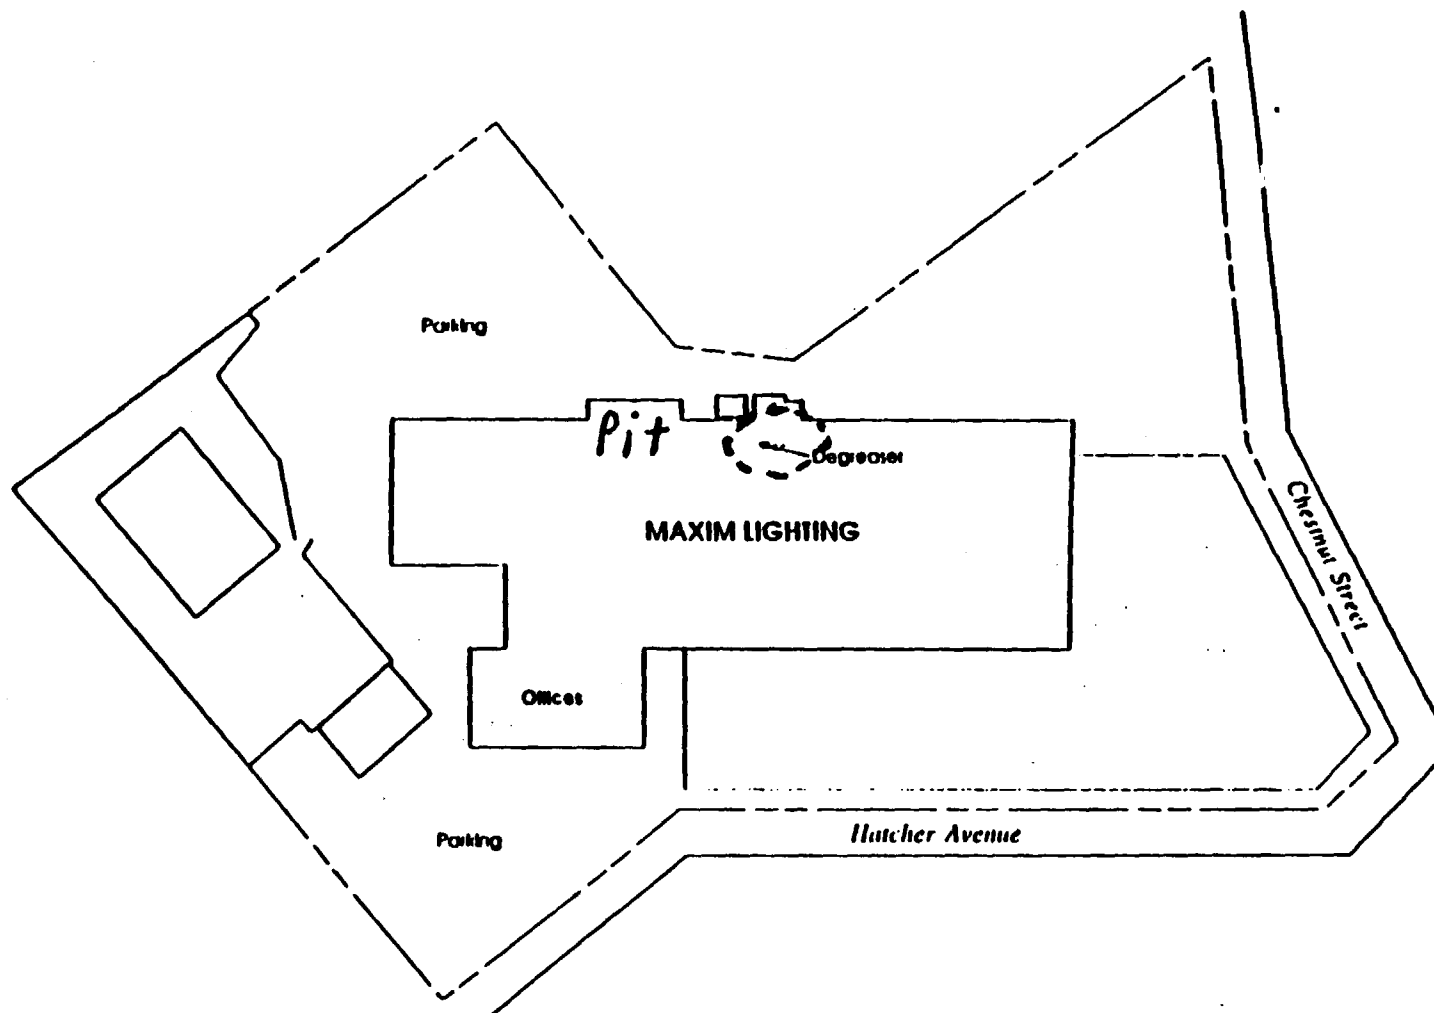 Parking
Pit
Degreaser
MAXIM LIGHTING
Chestnut Street
Offices
Parking
Hatcher Avenue